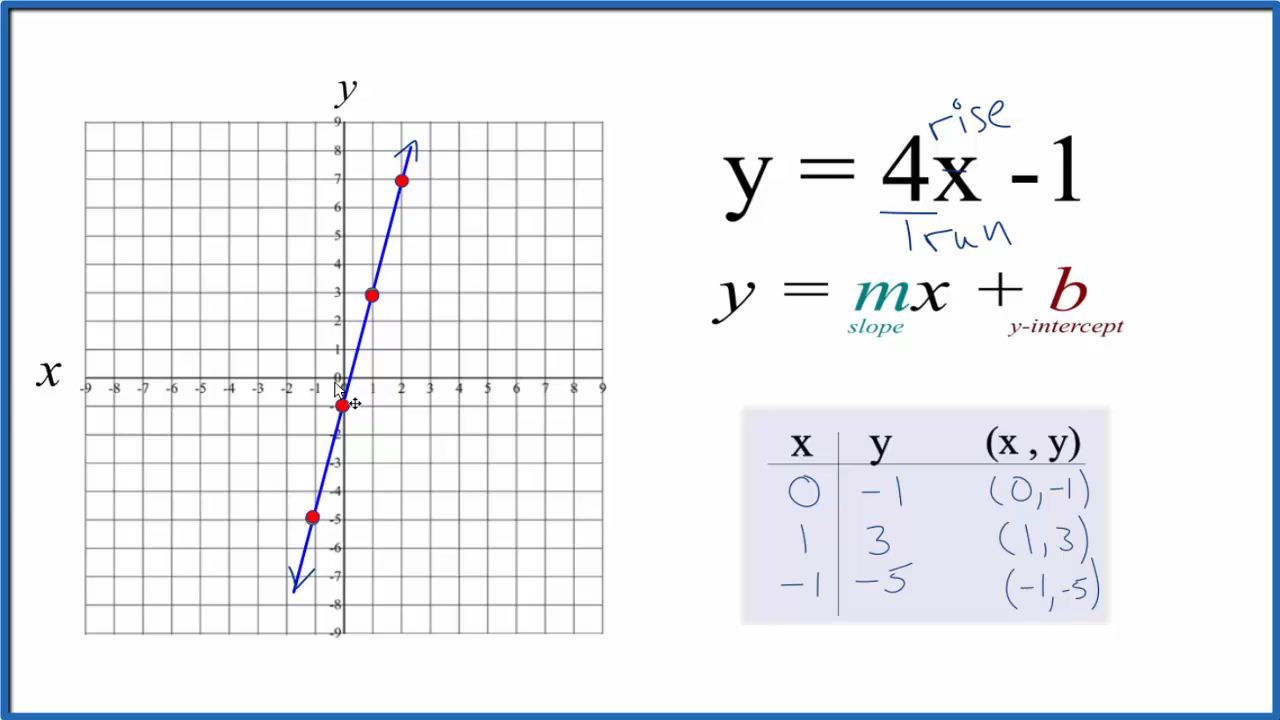 y
9
8
7
6
5
4
3
2
1
0
x
-9 -8 -7 -6 -5 -4 -3 -2 -1 1 2 3 4 5 6 7 8 9
-2
-3
-4
-5
-6
-7
-8
-9
rise
y = 4x -1
1 run
y = mx + b
slope y-intercept
x y (x , y)
0 -1 (0,-1)
1 3 (1,3)
-1 -5 (-1,-5)